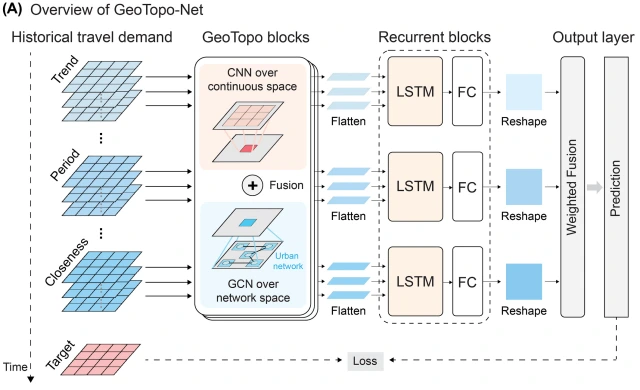 (A) Overview of GeoTopo-Net
Historical travel demand
GeoTopo blocks
Recurrent blocks
Output layer
Trend
Period
Closeness
Target
Time
CNN over
continuous space
Fusion
Urban
network
GCN over
network space
Flatten
LSTM
FC
Reshape
Flatten
LSTM
FC
Reshape
Flatten
LSTM
FC
Reshape
Weighted Fusion
Prediction
Loss